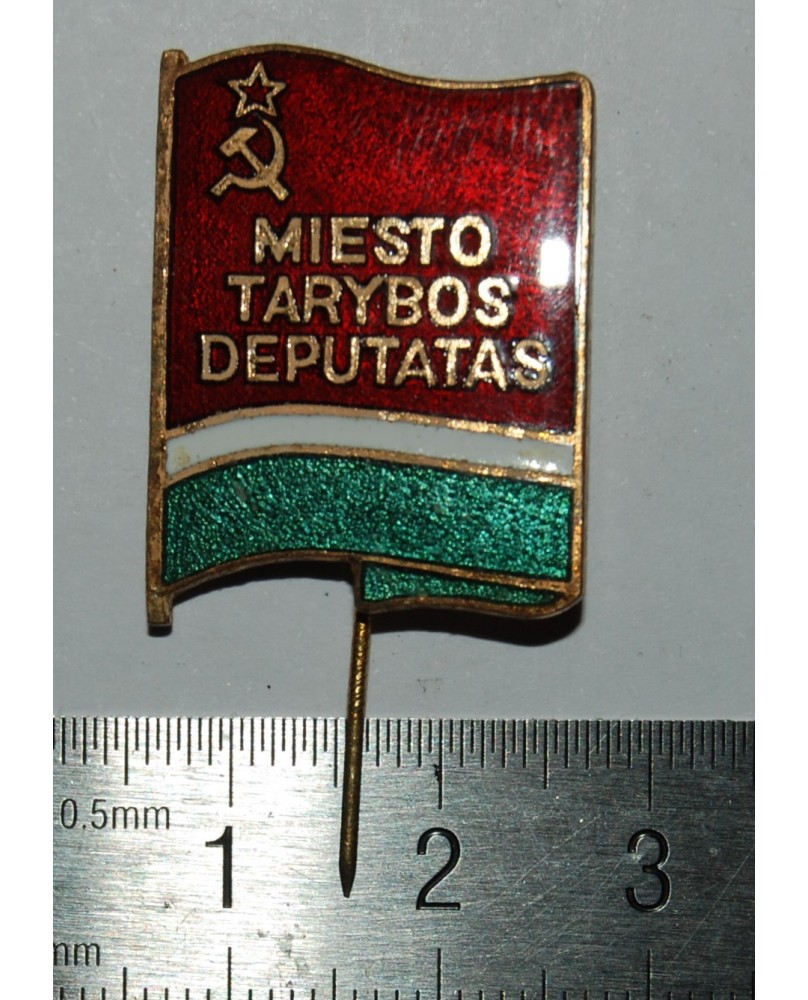 MIESTO
TARYBOS
DEPUTATAS
0.5mm
1 2 3
mm